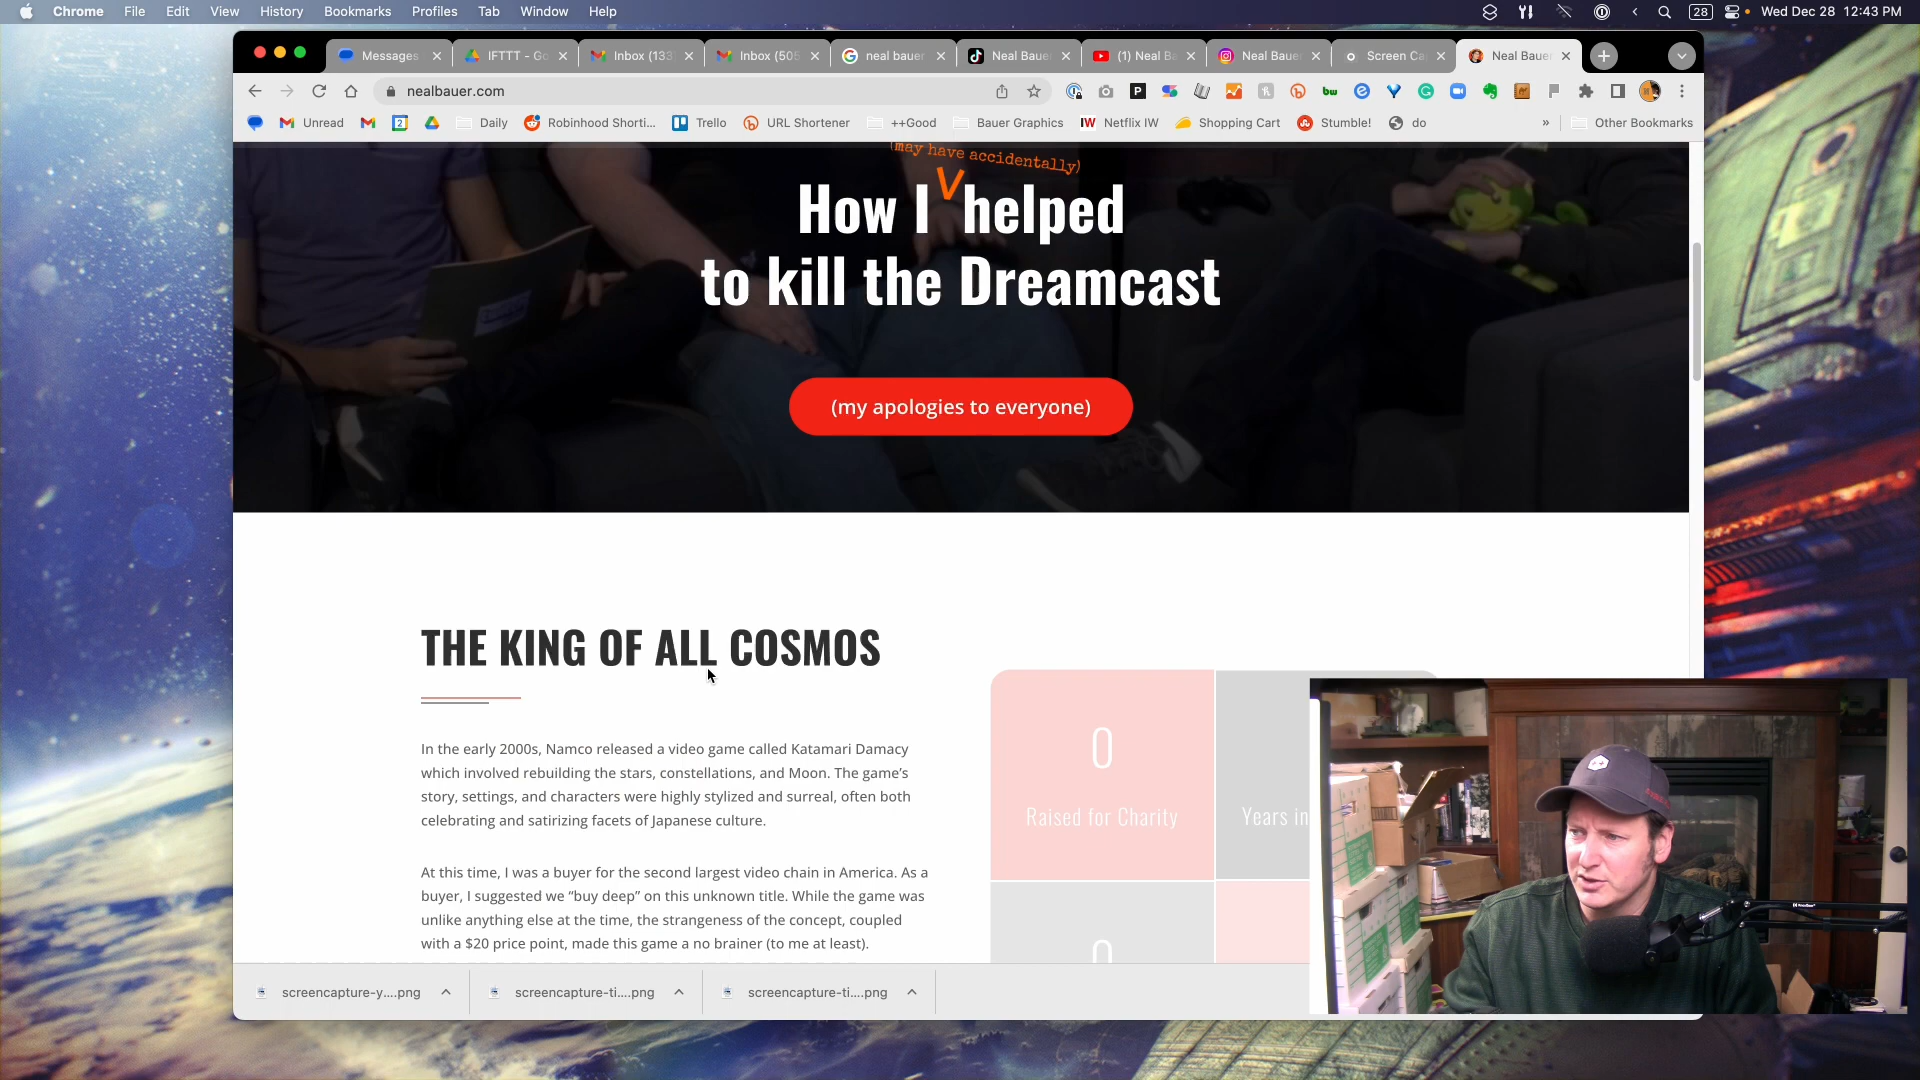 Chrome File Edit View History Bookmarks Profiles Tab Window Help 28 Wed Dec 28 12:43 PM
Messages IFTTT - Go Inbox (133 Inbox (505 neal bauer Neal Baue (1) Neal Ba Neal Baue Screen Ca Neal Baue
nealbauer.com
Unread 2 Daily Robinhood Shorti... Trello URL Shortener ++Good Bauer Graphics IW Netflix IW Shopping Cart Stumble! do » Other Bookmarks
(may have accidentally)
V
How I helped
to kill the Dreamcast
(my apologies to everyone)
THE KING OF ALL COSMOS
In the early 2000s, Namco released a video game called Katamari Damacy
which involved rebuilding the stars, constellations, and Moon. The game's
story, settings, and characters were highly stylized and surreal, often both
celebrating and satirizing facets of Japanese culture.
At this time, I was a buyer for the second largest video chain in America. As a
buyer, I suggested we “buy deep” on this unknown title. While the game was
unlike anything else at the time, the strangeness of the concept, coupled
with a $20 price point, made this game a no brainer (to me at least).
0
Raised for Charity
Years in
0
screencapture-y....png screencapture-ti....png screencapture-ti....png